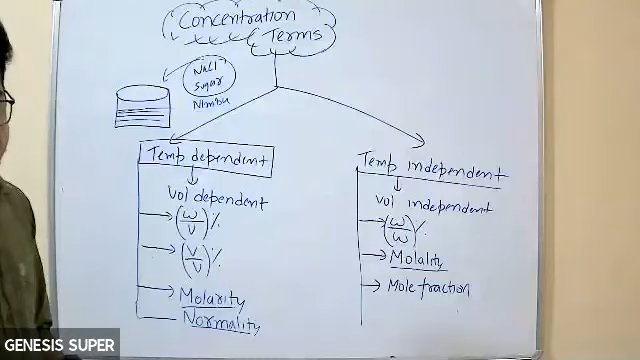 Concentration
Terms
NaCl
Sugar
Nimbu
Temp dependent
Vol dependent
(w/v)%
(v/v)%
Molarity
Normality
Temp independent
Vol independent
(w/w)%
Molality
Mole fraction
GENESIS SUPER